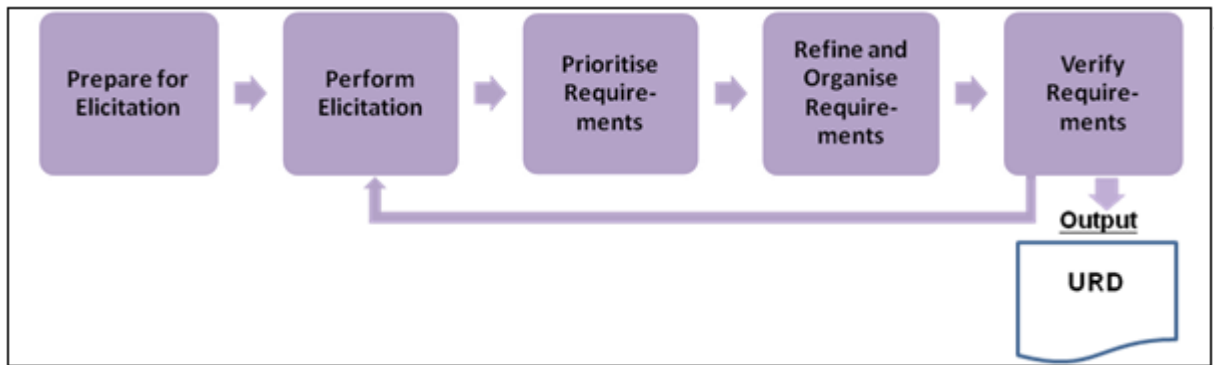 Prepare for
Elicitation
Perform
Elicitation
Prioritise
Require-
ments
Refine and
Organise
Require-
ments
Verify
Require-
ments
Output
URD